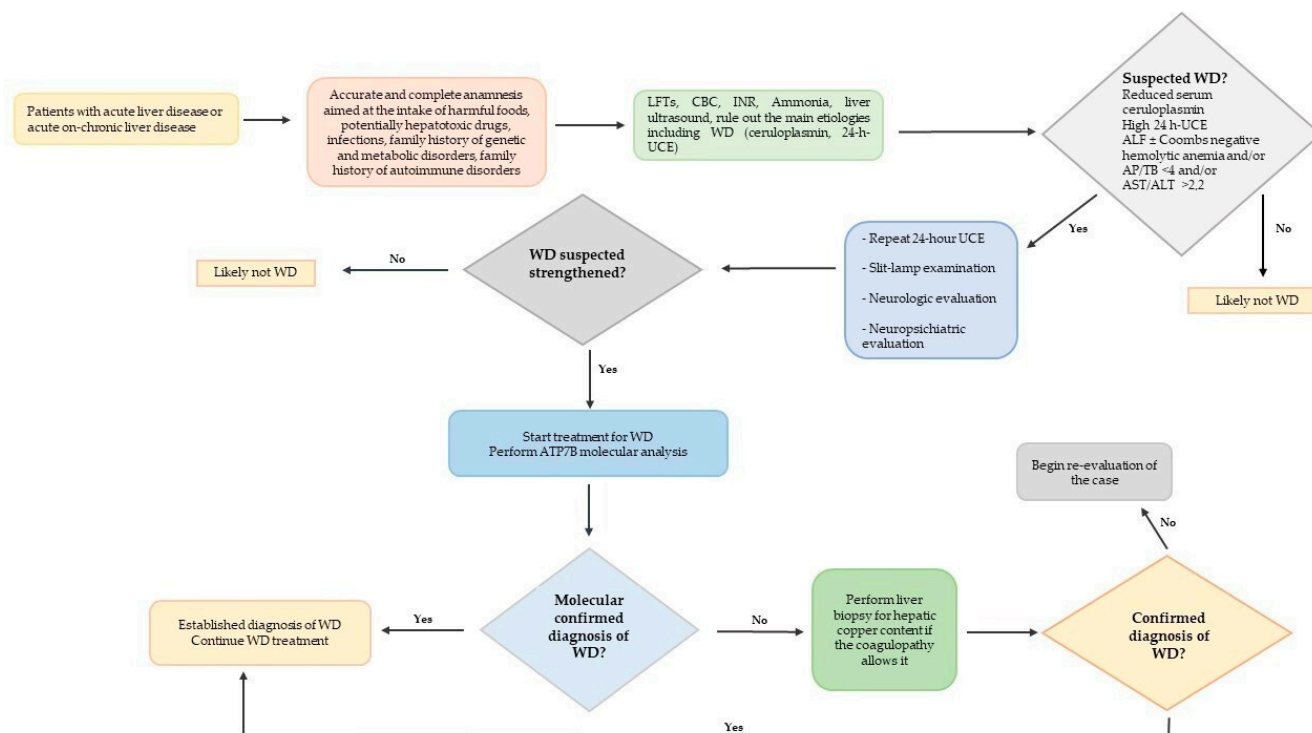 Patients with acute liver disease or
acute on-chronic liver disease
Accurate and complete anamnesis
aimed at the intake of harmful foods,
potentially hepatotoxic drugs,
infections, family history of
genetic and metabolic disorders, family
history of autoimmune disorders
LFTs, CBC, INR, Ammonia, liver
ultrasound, rule out the main etiologies
including WD (ceruloplasmin, 24-h-
UCE)
Suspected WD?
Reduced serum
ceruloplasmin
High 24 h-UCE
ALF ± Coombs negative
hemolytic anemia and/or
AP/TB <4 and/or
AST/ALT >2,2
Yes
No
Likely not WD
- Repeat 24-hour UCE
- Slit-lamp examination
- Neurologic evaluation
- Neuropsychiatric
evaluation
WD suspected
strengthened?
No
Likely not WD
Yes
Start treatment for WD
Perform ATP7B molecular analysis
Molecular
confirmed
diagnosis of
WD?
Yes
Established diagnosis of WD
Continue WD treatment
No
Perform liver
biopsy for hepatic
copper content if
the coagulopathy
allows it
Confirmed
diagnosis of
WD?
No
Begin re-evaluation of
the case
Yes